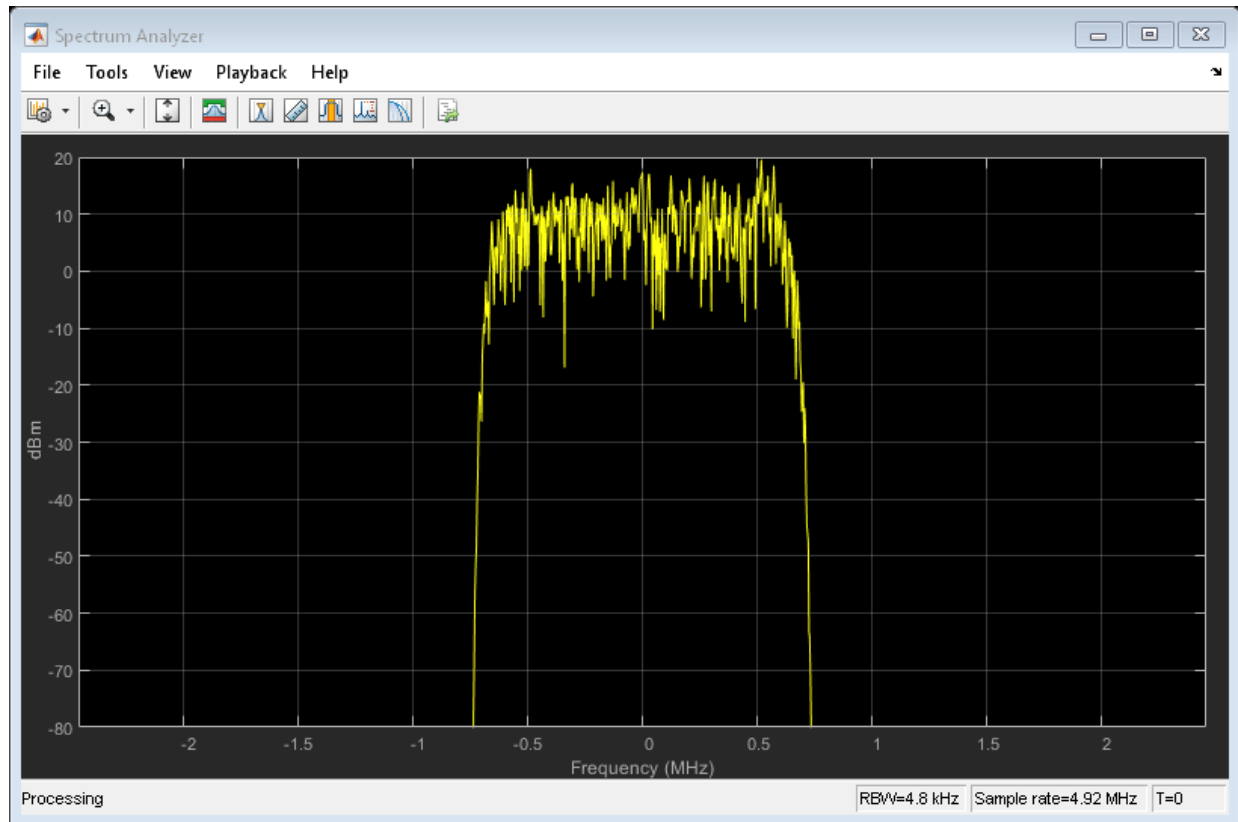 Spectrum Analyzer
File Tools View Playback Help
20
10
0
-10
-20
-30
-40
-50
-60
-70
-80
dBm
-2 -1.5 -1 -0.5 0 0.5 1 1.5 2
Frequency (MHz)
Processing RBW=4.8 kHz Sample rate=4.92 MHz T=0